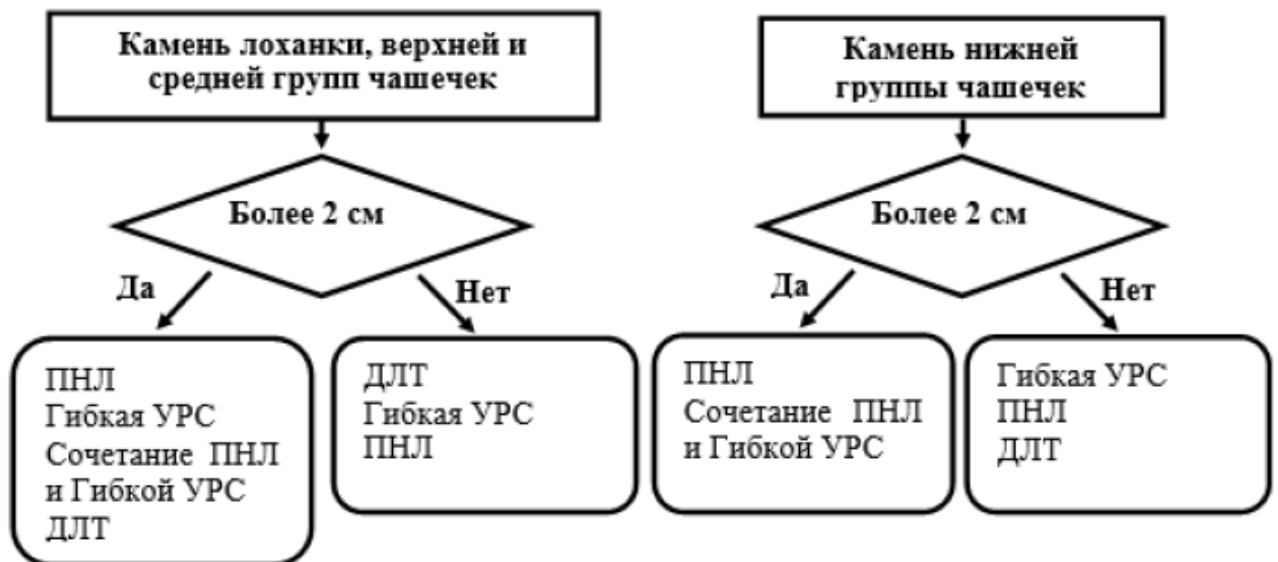 Камень лоханки, верхней и
средней групп чашечек
Более 2 см
Да
Нет
ПНЛ
Гибкая УРС
Сочетание ПНЛ
и Гибкой УРС
ДЛТ
ДЛТ
Гибкая УРС
ПНЛ
Камень нижней
группы чашечек
Более 2 см
Да
Нет
ПНЛ
Сочетание ПНЛ
и Гибкой УРС
Гибкая УРС
ПНЛ
ДЛТ